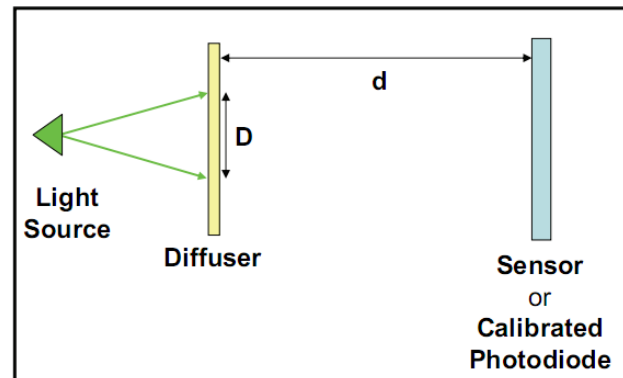 d
D
Light
Source
Diffuser
Sensor
or
Calibrated
Photodiode